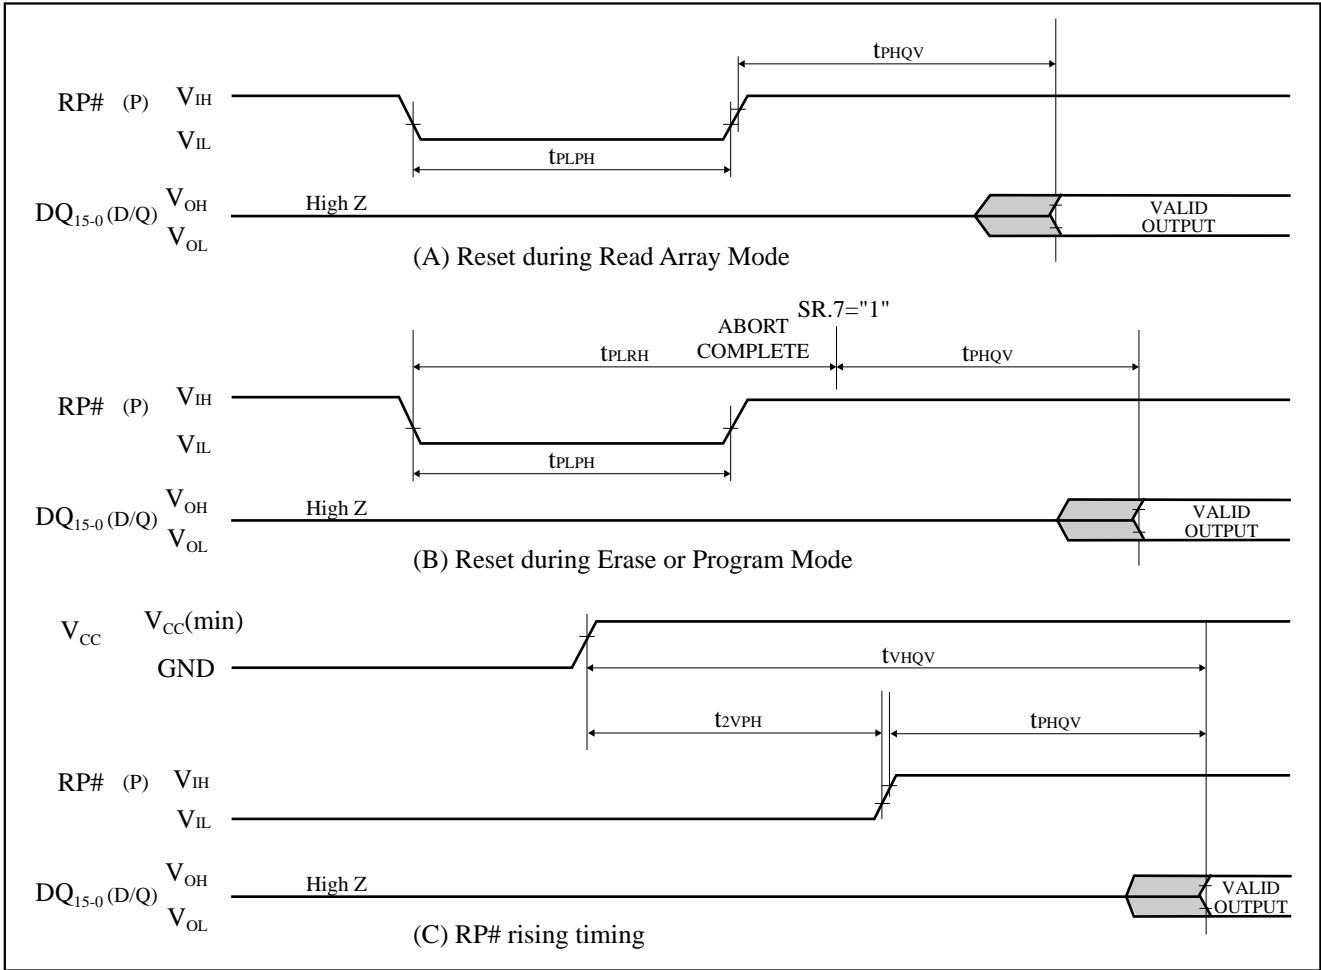 tPHQV
RP# (P) VIH
VIL
tPLPH
DQ15-0 (D/Q) VOH
VOL
High Z
VALID
OUTPUT
(A) Reset during Read Array Mode
SR.7="1"
ABORT
COMPLETE
tPLRH
tPHQV
RP# (P) VIH
VIL
tPLPH
DQ15-0 (D/Q) VOH
VOL
High Z
VALID
OUTPUT
(B) Reset during Erase or Program Mode
VCC VCC(min)
GND
tVHQV
t2VPH
tPHQV
RP# (P) VIH
VIL
DQ15-0 (D/Q) VOH
VOL
High Z
VALID
OUTPUT
(C) RP# rising timing